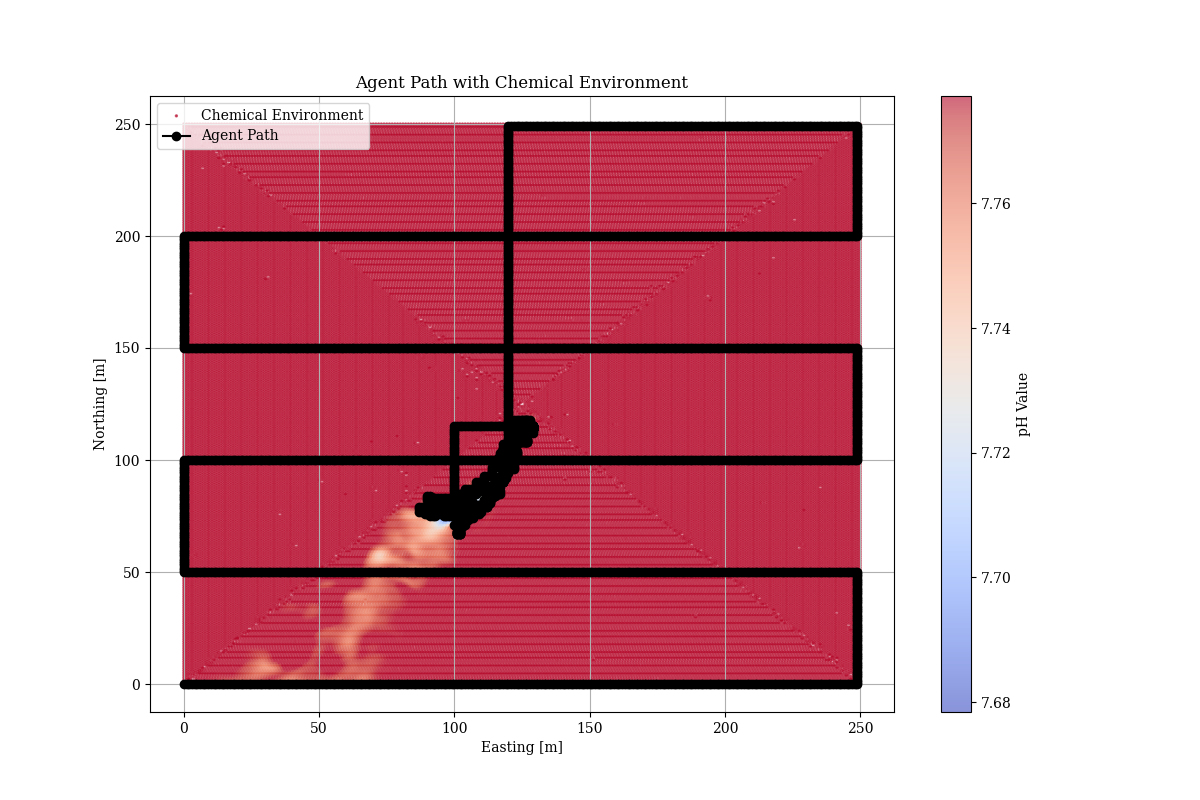 Agent Path with Chemical Environment
Chemical Environment
Agent Path
250
200
150
100
50
0
Northing [m]
0 50 100 150 200 250
Easting [m]
7.76
7.74
7.72
7.70
7.68
pH Value